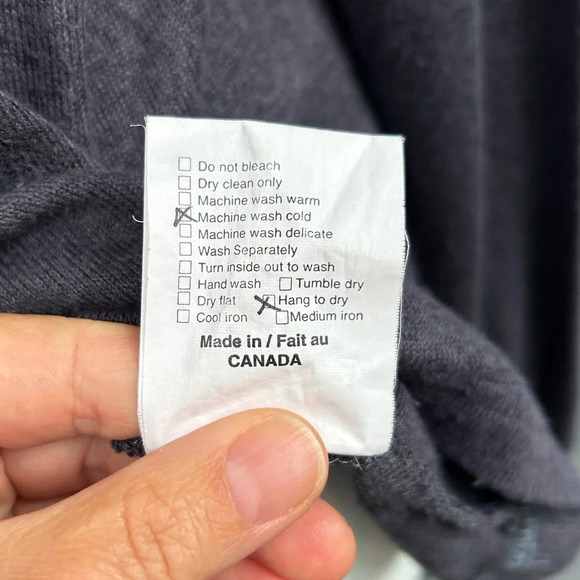 Do not bleach
Dry clean only
Machine wash warm
Machine wash cold
Machine wash delicate
Wash Separately
Turn inside out to wash
Hand wash Tumble dry
Dry flat Hang to dry
Cool iron Medium iron
Made in / Fait au
CANADA